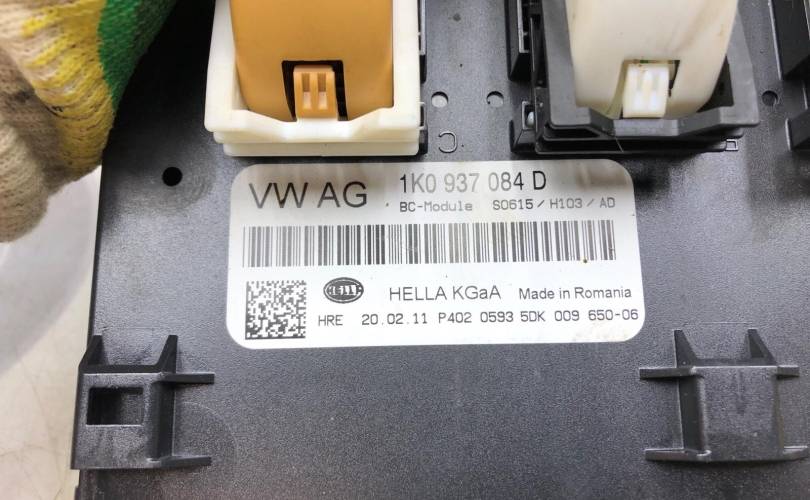 C
VW AG 1K0 937 084 D
BC-Module S0615 / H103 / AD
HELLA HELLA KGaA Made in Romania
HRE 20.02.11 P402 0593 5DK 009 650-06